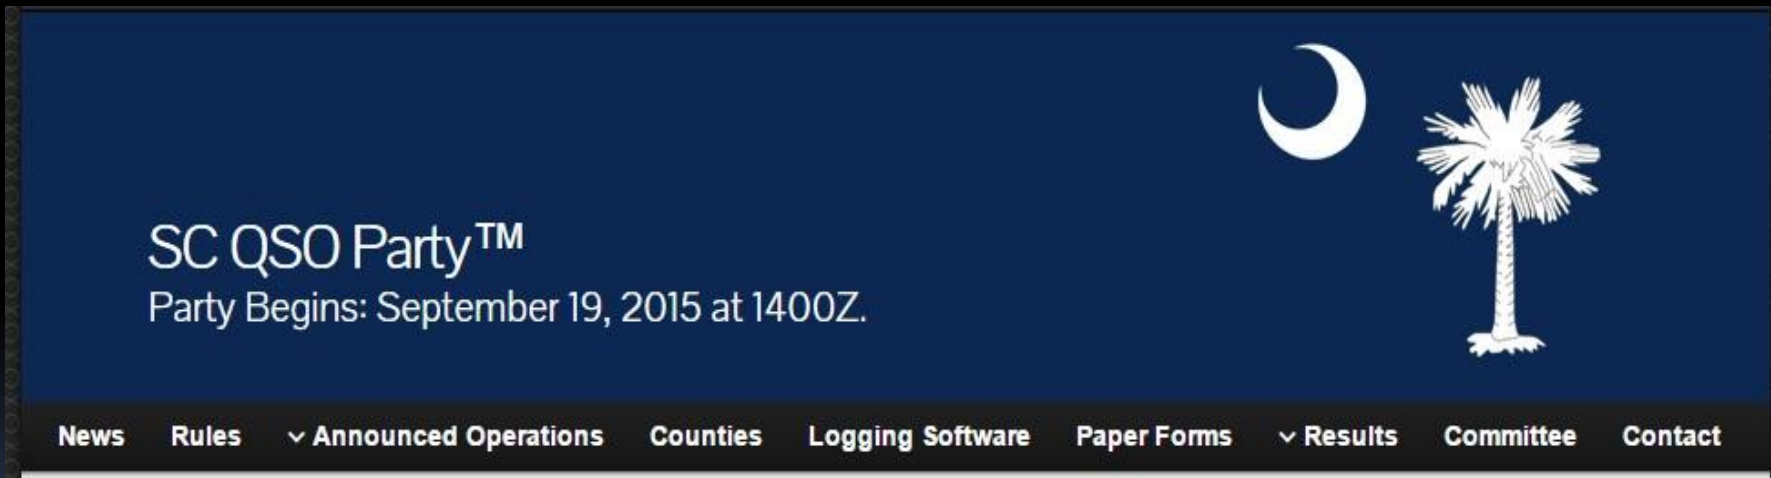 SC QSO Party™
Party Begins: September 19, 2015 at 1400Z.
News Rules Announced Operations Counties Logging Software Paper Forms Results Committee Contact